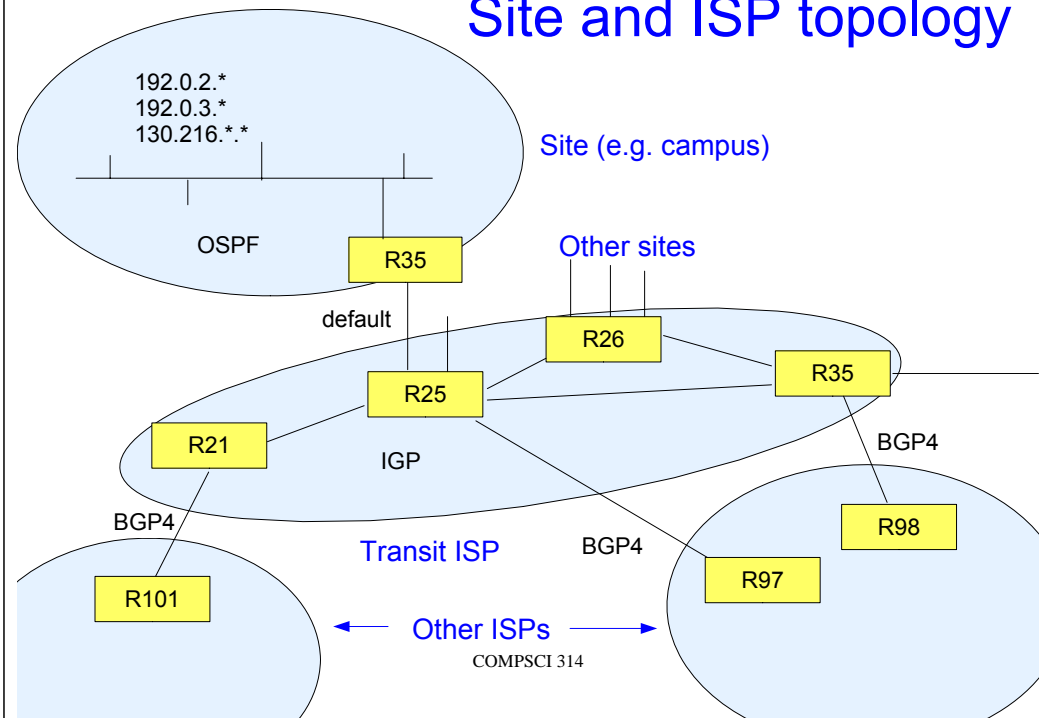 Site and ISP topology
192.0.2.*
192.0.3.*
130.216.*.*
Site (e.g. campus)
OSPF
R35
Other sites
default
R26
R35
R25
R21
IGP
BGP4
BGP4
R98
Transit ISP
BGP4
R97
R101
Other ISPs
COMPSCI 314